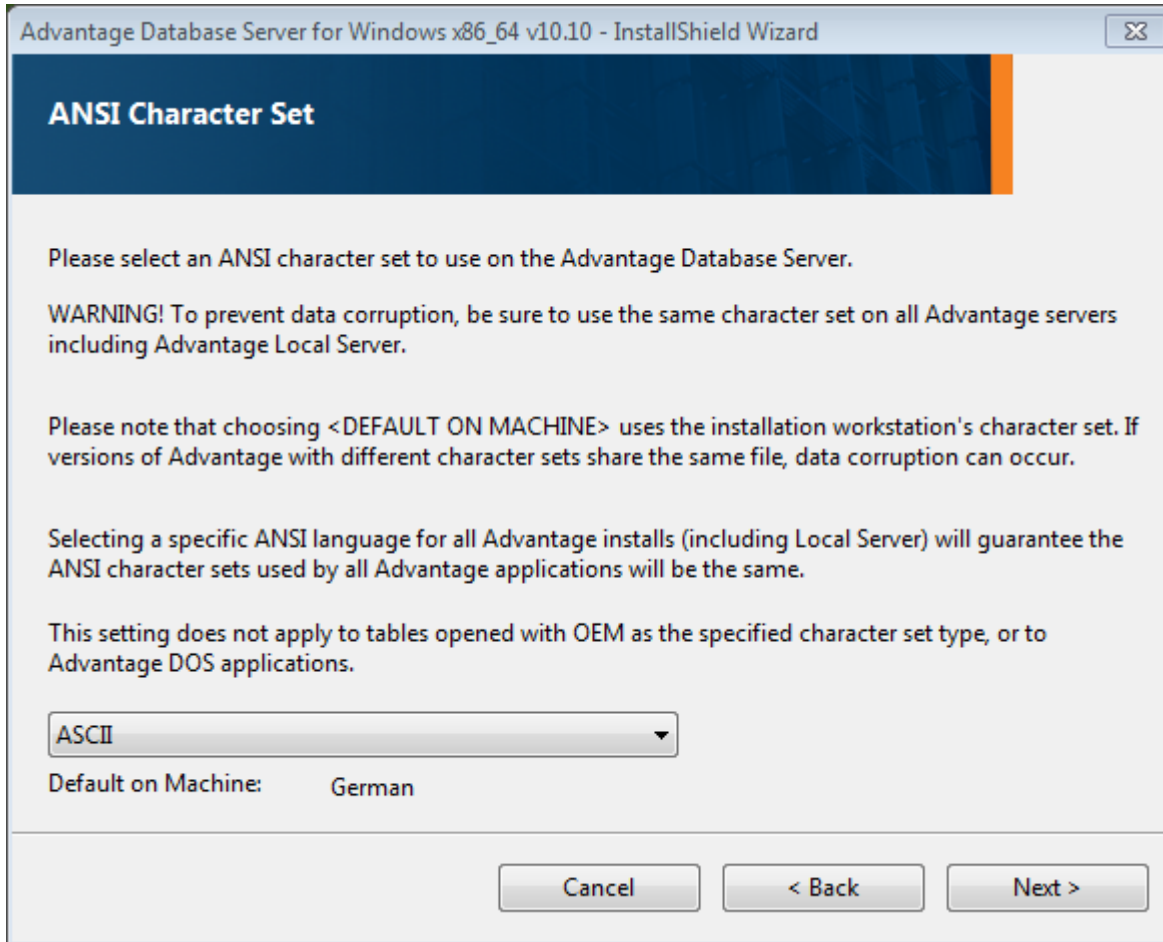 Advantage Database Server for Windows x86_64 v10.10 - InstallShield Wizard
ANSI Character Set
Please select an ANSI character set to use on the Advantage Database Server.
WARNING! To prevent data corruption, be sure to use the same character set on all Advantage servers
including Advantage Local Server.
Please note that choosing <DEFAULT ON MACHINE> uses the installation workstation's character set. If
versions of Advantage with different character sets share the same file, data corruption can occur.
Selecting a specific ANSI language for all Advantage installs (including Local Server) will guarantee the
ANSI character sets used by all Advantage applications will be the same.
This setting does not apply to tables opened with OEM as the specified character set type, or to
Advantage DOS applications.
ASCII
Default on Machine: German
Cancel < Back Next >